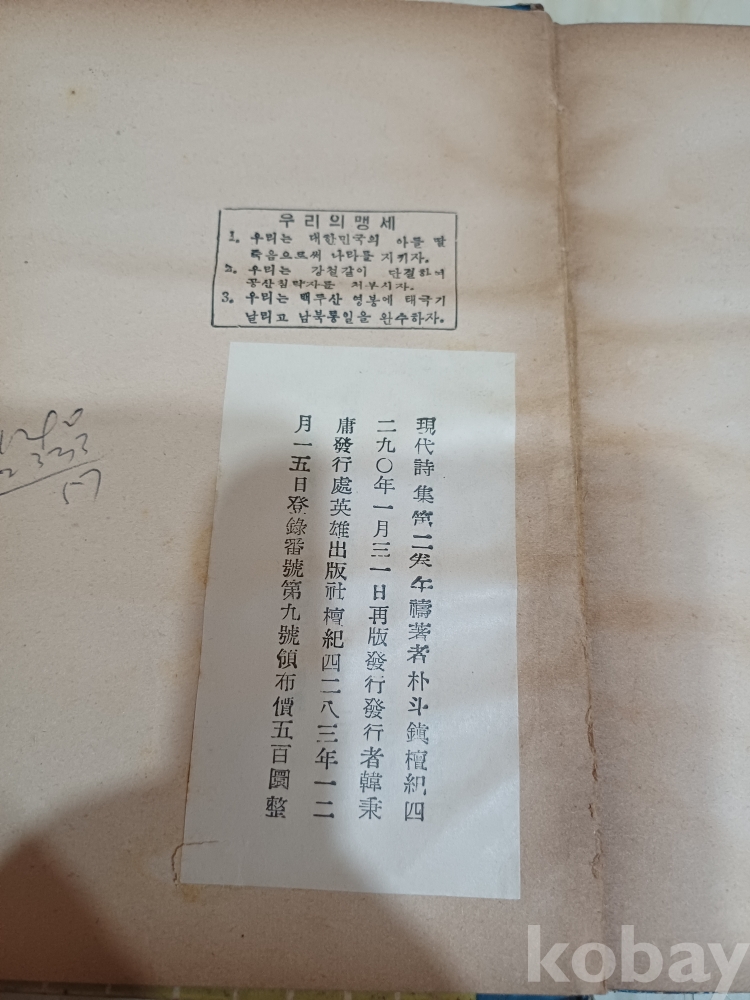 우리의 맹세
1. 우리는 대한민국의 아들 딸
죽음으로써 나라를 지키자.
2. 우리는 강철같이 단결하여
공산침략자를 처부시자.
3. 우리는 백두산 영봉에 태극기
날리고 남북통일을 완수하자.
現代詩集第二午禱著者朴斗鎭檀紀四
二九〇年一月三一日再版發行發行者韓秉
庸發行處英雄出版社檀紀四二八三年一二
月一五日登錄番號第九號領布價五百圜整
kobay